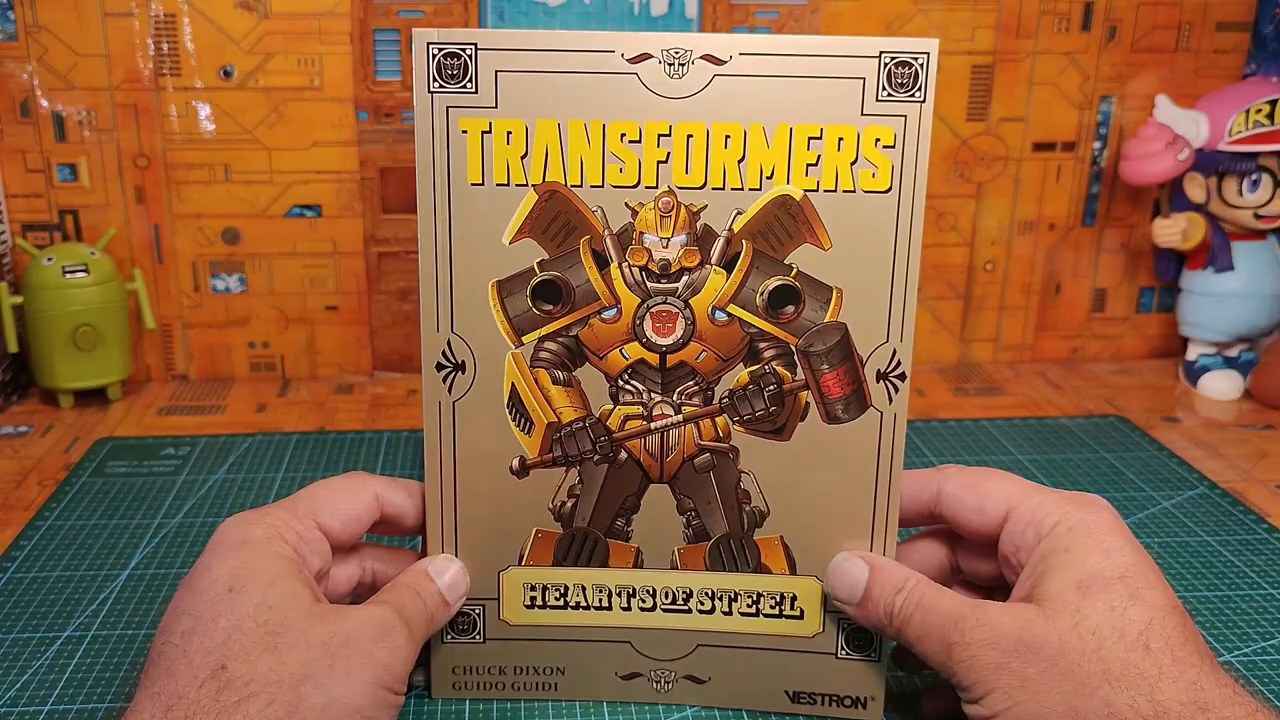 TRANSFORMERS
HEARTS OF STEEL
CHUCK DIXON
GUIDO GUIDI
VESTRON®